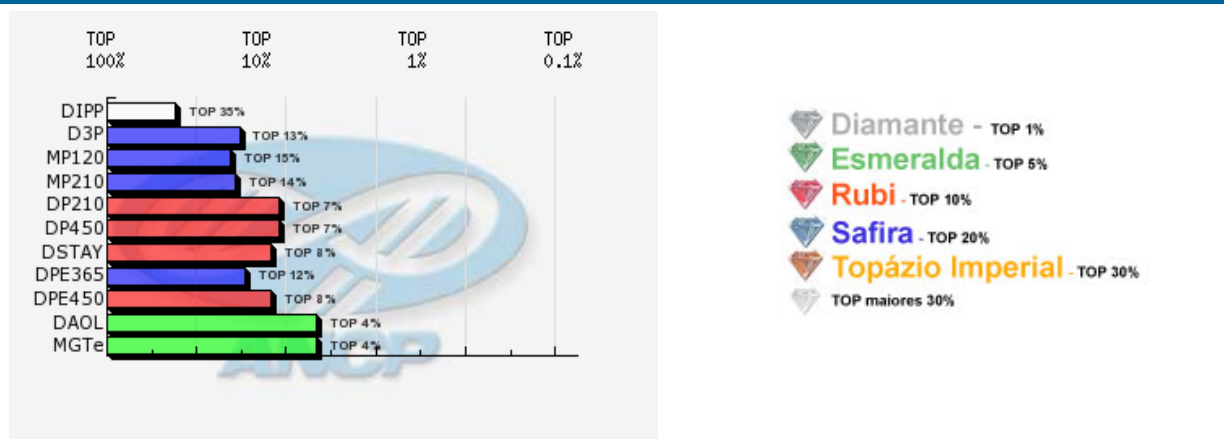 TOP TOP TOP TOP
100% 10% 1% 0.1%
DIPP TOP 35%
D3P TOP 13%
MP120 TOP 15%
MP210 TOP 14%
DP210 TOP 7%
DP450 TOP 7%
DSTAY TOP 8%
DPE365 TOP 12%
DPE450 TOP 8%
DAOL TOP 4%
MGTe TOP 4%
ANCP
Diamante - TOP 1%
Esmeralda - TOP 5%
Rubi - TOP 10%
Safira - TOP 20%
Topázio Imperial - TOP 30%
TOP maiores 30%